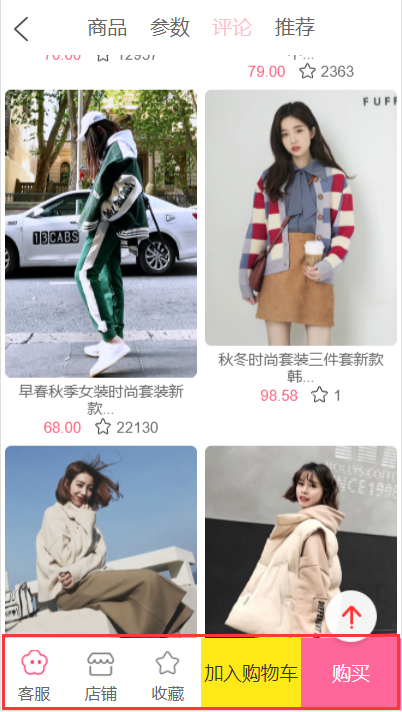 商品 参数 评论 推荐
12957
79.00 2363
FUFF
13CABS
早春秋季女装时尚套装新
款...
68.00 22130
秋冬时尚套装三件套新款
韩...
98.58 1
客服 店铺 收藏 加入购物车 购买